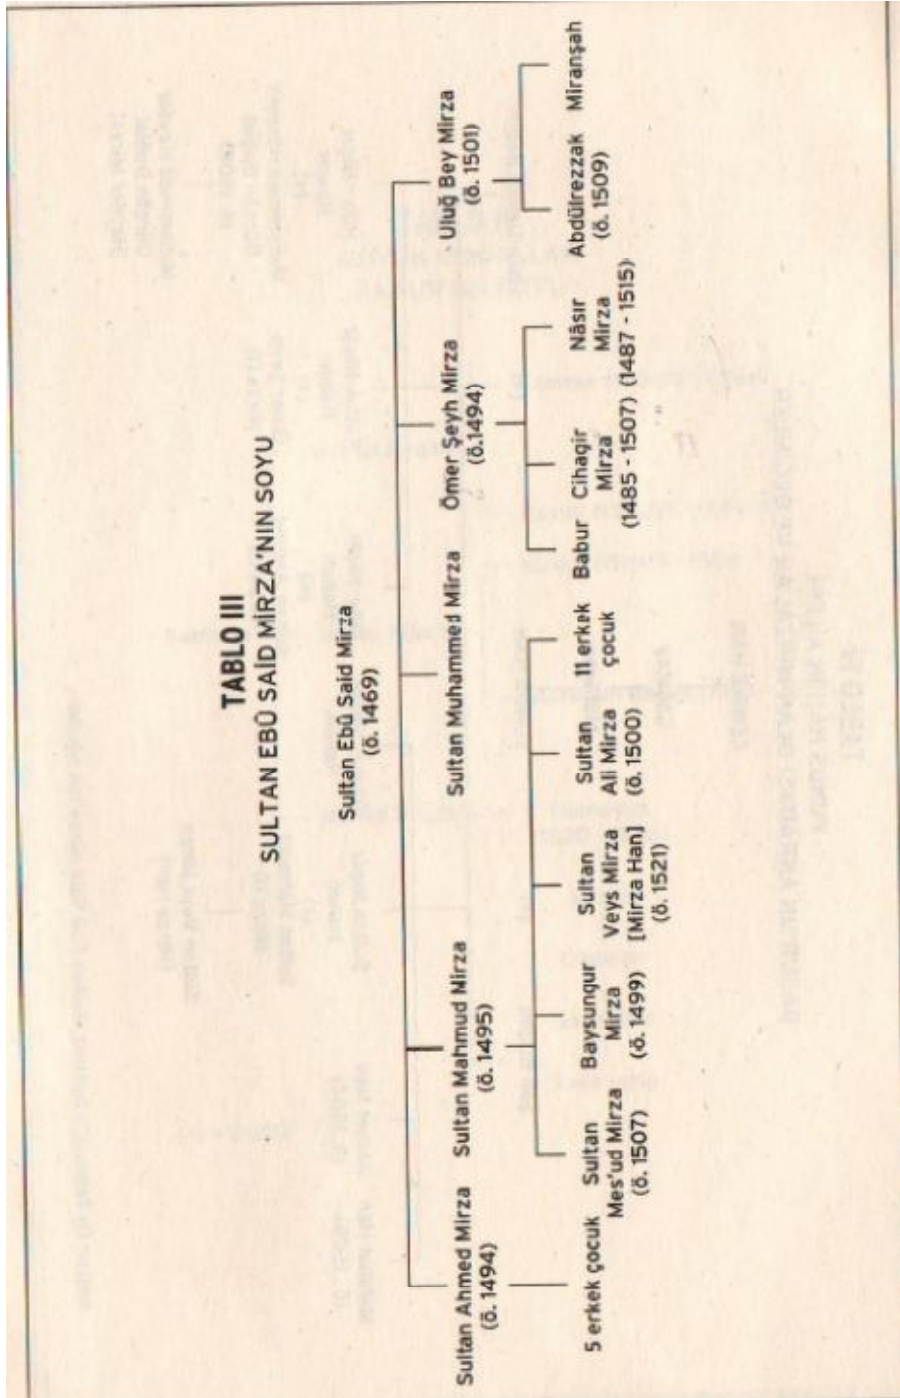 TABLO III
SULTAN EBÛ SAİD MİRZA'NIN SOYU
Sultan Ebû Said Mirza
(ö. 1469)
Sultan Ahmed Mirza
(ö. 1494)
Sultan Mahmud Nirza
(ö. 1495)
Sultan Muhammed Mirza
Ömer Şeyh Mirza
(ö.1494)
Uluğ Bey Mirza
(ö. 1501)
5 erkek çocuk
Sultan
Mes'ud Mirza
(ö. 1507)
Baysungur
Mirza
(ö. 1499)
Sultan
Veys Mirza
[Mirza Han]
(ö. 1521)
Sultan
Ali Mirza
(ö. 1500)
11 erkek
çocuk
Babur
Cihagir
Mirza
(1485 - 1507)
Nâsır
Mirza
(1487 - 1515)
Abdülrezzak
(ö. 1509)
Miranşah